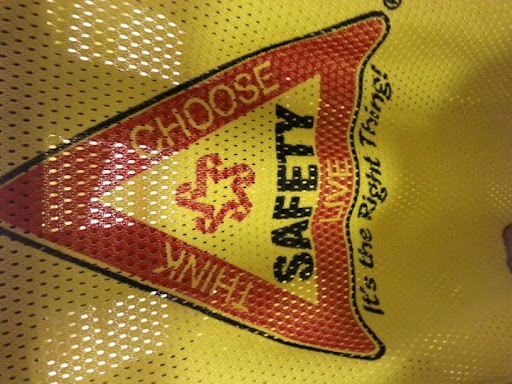 THINK
CHOOSE
SAFETY
LIVE
It's the Right Thing!
®